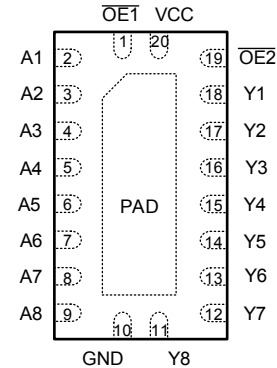 O̅E̅1̅ VCC
1 20
A1 2 19 O̅E̅2̅
A2 3 18 Y1
A3 4 17 Y2
A4 5 16 Y3
A5 6 PAD 15 Y4
A6 7 14 Y5
A7 8 13 Y6
A8 9 12 Y7
10 11
GND Y8